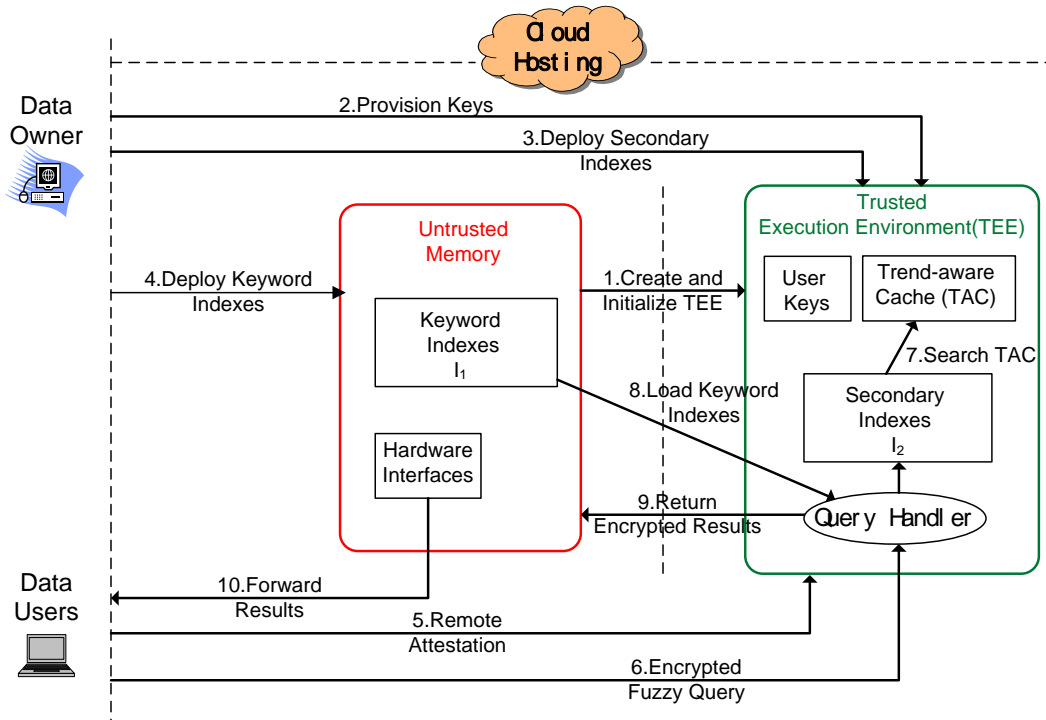 Cloud
Hosting
2.Provision Keys
Data
Owner
3.Deploy Secondary
Indexes
Trusted
Execution Environment(TEE)
Untrusted
Memory
4.Deploy Keyword
Indexes
1.Create and
Initialize TEE
User
Keys
Trend-aware
Cache (TAC)
Keyword
Indexes
I1
7.Search TAC
8.Load Keyword
Indexes
Secondary
Indexes
I2
Hardware
Interfaces
9.Return
Encrypted Results
Query Handler
Data
Users
10.Forward
Results
5.Remote
Attestation
6.Encrypted
Fuzzy Query